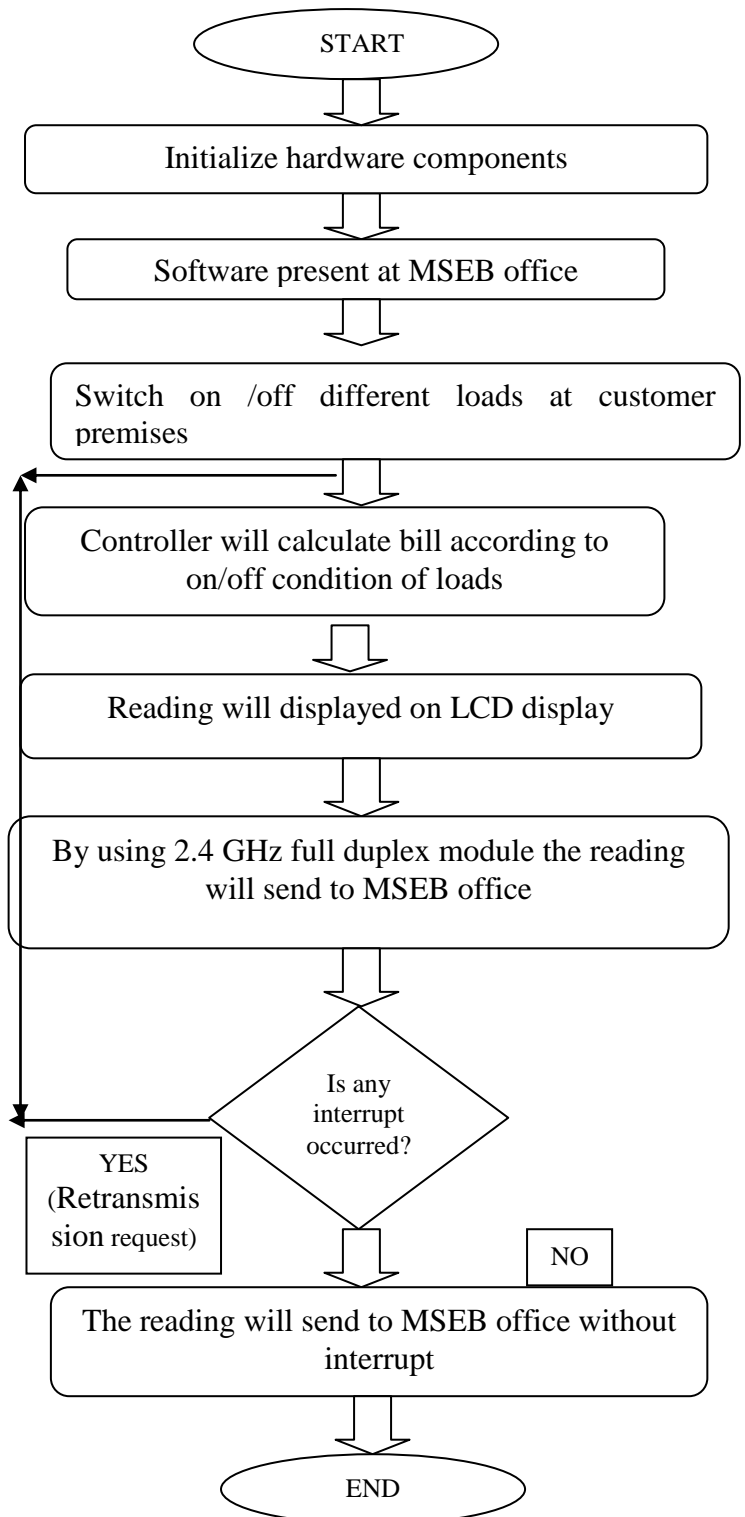 START
Initialize hardware components
Software present at MSEB office
Switch on /off different loads at customer
premises
Controller will calculate bill according to
on/off condition of loads
Reading will displayed on LCD display
By using 2.4 GHz full duplex module the reading
will send to MSEB office
Is any
interrupt
occurred?
YES
(Retransmis
sion request)
NO
The reading will send to MSEB office without
interrupt
END